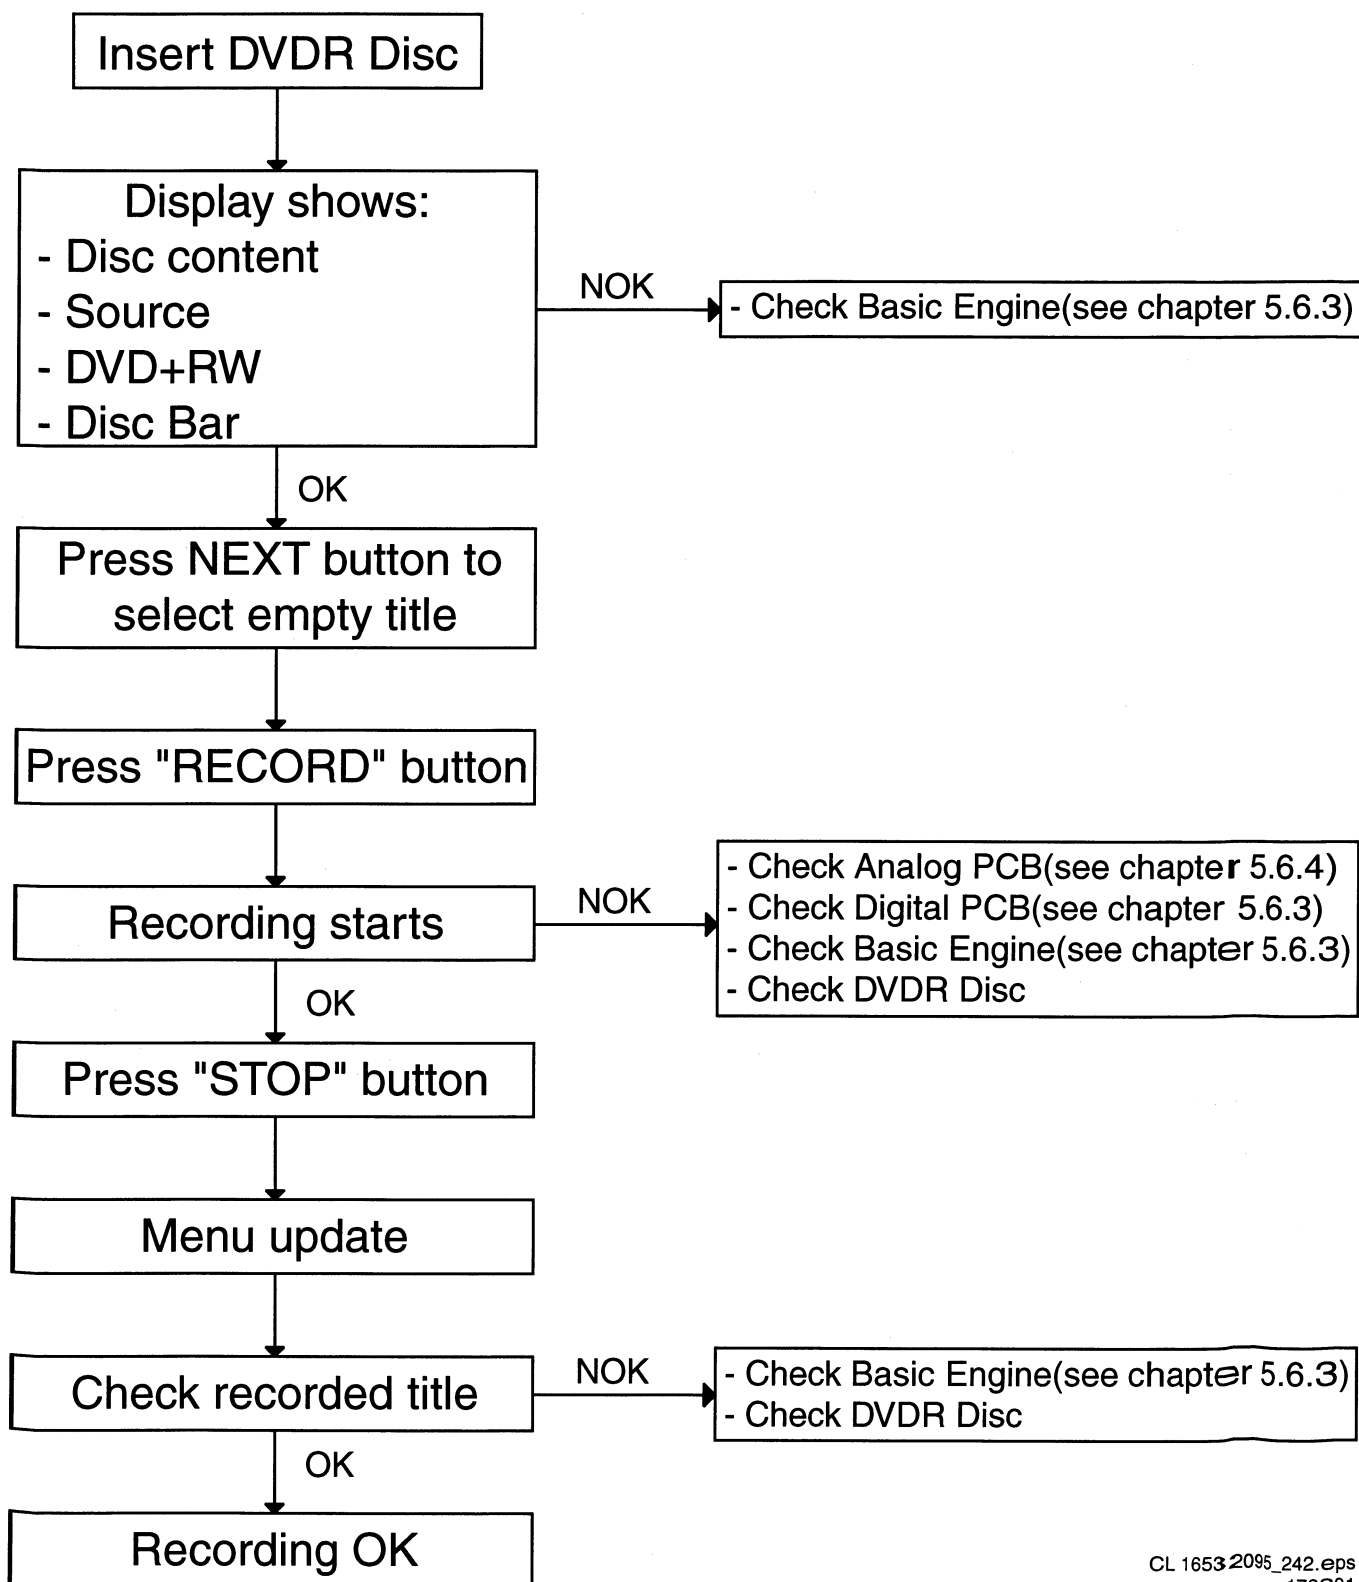 Insert DVDR Disc
Display shows:
- Disc content
- Source
- DVD+RW
- Disc Bar
NOK
- Check Basic Engine(see chapter 5.6.3)
OK
Press NEXT button to
select empty title
Press "RECORD" button
Recording starts
NOK
- Check Analog PCB(see chapter 5.6.4)
- Check Digital PCB(see chapter 5.6.3)
- Check Basic Engine(see chapter 5.6.3)
- Check DVDR Disc
OK
Press "STOP" button
Menu update
Check recorded title
NOK
- Check Basic Engine(see chapter 5.6.3)
- Check DVDR Disc
OK
Recording OK
CL 16532095_242.eps